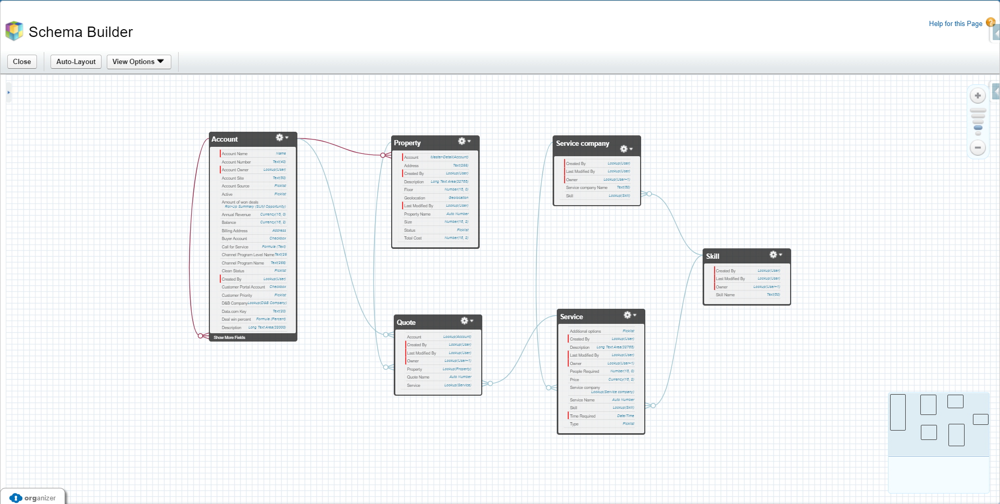 Schema Builder
Help for this Page
?
Close
Auto-Layout
View Options
Account
Account Name Name
Account Number Text(40)
Account Owner Lookup(User)
Account Site Text(80)
Account Source Picklist
Active Picklist
Amount of won deals
Roll-Up Summary (SUM Opportunity)
Annual Revenue Currency(18, 0)
Balance Currency(16, 2)
Billing Address Address
Buyer Account Checkbox
Call for Service Formula (Text)
Channel Program Level Name Text(25
Channel Program Name Text(255)
Clean Status Picklist
Created By Lookup(User)
Customer Portal Account Checkbox
Customer Priority Picklist
D&B Company Lookup(D&B Company)
Data.com Key Text(20)
Deal win percent Formula (Percent)
Description Long Text Area(32000)
Show More Fields
Property
Account Master-Detail(Account)
Address Text(255)
Created By Lookup(User)
Description Long Text Area(32768)
Floor Number(18, 0)
Geolocation Geolocation
Last Modified By Lookup(User)
Property Name Auto Number
Size Number(16, 2)
Status Picklist
Total Cost Number(16, 2)
Service company
Created By Lookup(User)
Last Modified By Lookup(User)
Owner Lookup(User+1)
Service company Name Text(80)
Skill Lookup(Skill)
Skill
Created By Lookup(User)
Last Modified By Lookup(User)
Owner Lookup(User+1)
Skill Name Text(80)
Quote
Account Lookup(Account)
Created By Lookup(User)
Last Modified By Lookup(User)
Owner Lookup(User+1)
Property Lookup(Property)
Quote Name Auto Number
Service Lookup(Service)
Service
Additional options Picklist
Created By Lookup(User)
Description Long Text Area(32768)
Last Modified By Lookup(User)
Owner Lookup(User+1)
People Required Number(18, 0)
Price Currency(16, 2)
Service company
Lookup(Service company)
Service Name Auto Number
Skill Lookup(Skill)
Time Required Date/Time
Type Picklist
organizer